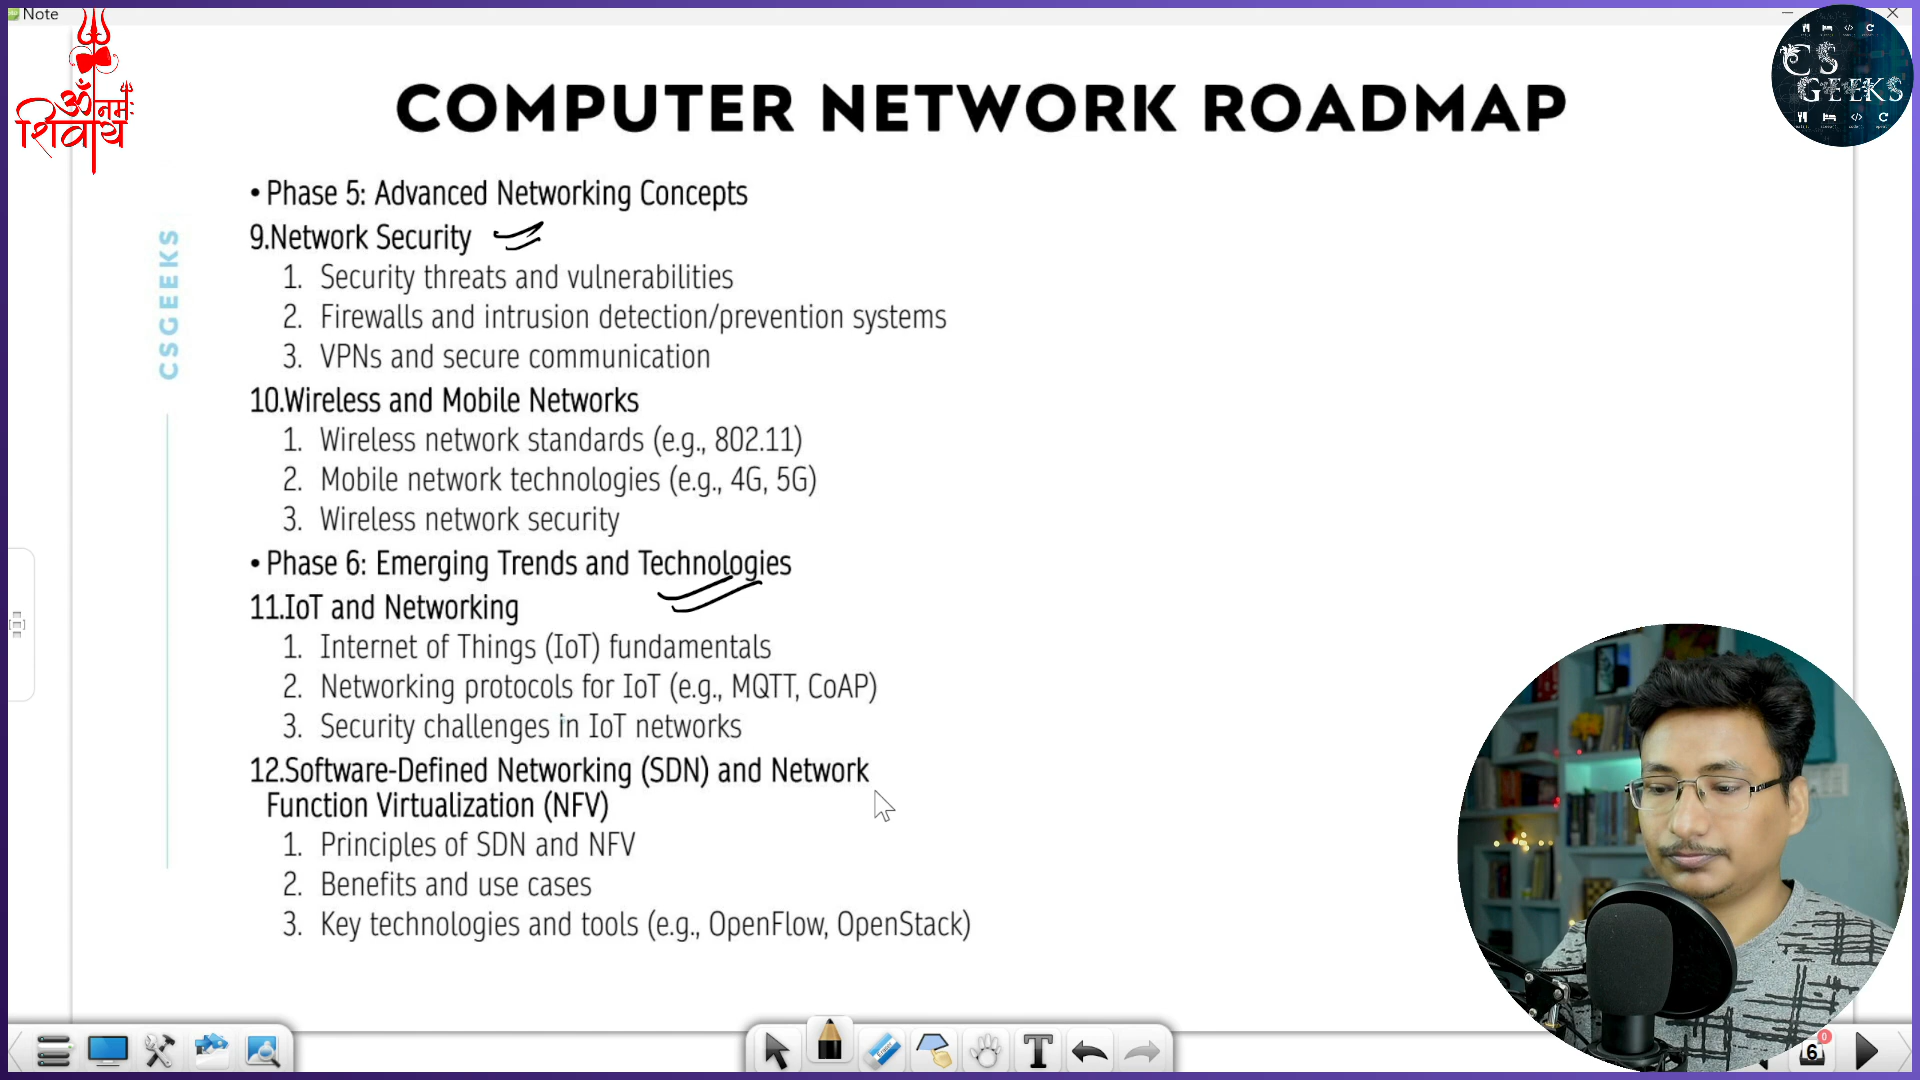 Note
ॐ नमः
शिवाय
CS
GEEKS
COMPUTER NETWORK ROADMAP
CSGEEKS
• Phase 5: Advanced Networking Concepts
9.Network Security
1. Security threats and vulnerabilities
2. Firewalls and intrusion detection/prevention systems
3. VPNs and secure communication
10.Wireless and Mobile Networks
1. Wireless network standards (e.g., 802.11)
2. Mobile network technologies (e.g., 4G, 5G)
3. Wireless network security
• Phase 6: Emerging Trends and Technologies
11.IoT and Networking
1. Internet of Things (IoT) fundamentals
2. Networking protocols for IoT (e.g., MQTT, CoAP)
3. Security challenges in IoT networks
12.Software-Defined Networking (SDN) and Network
Function Virtualization (NFV)
1. Principles of SDN and NFV
2. Benefits and use cases
3. Key technologies and tools (e.g., OpenFlow, OpenStack)
T
6
0